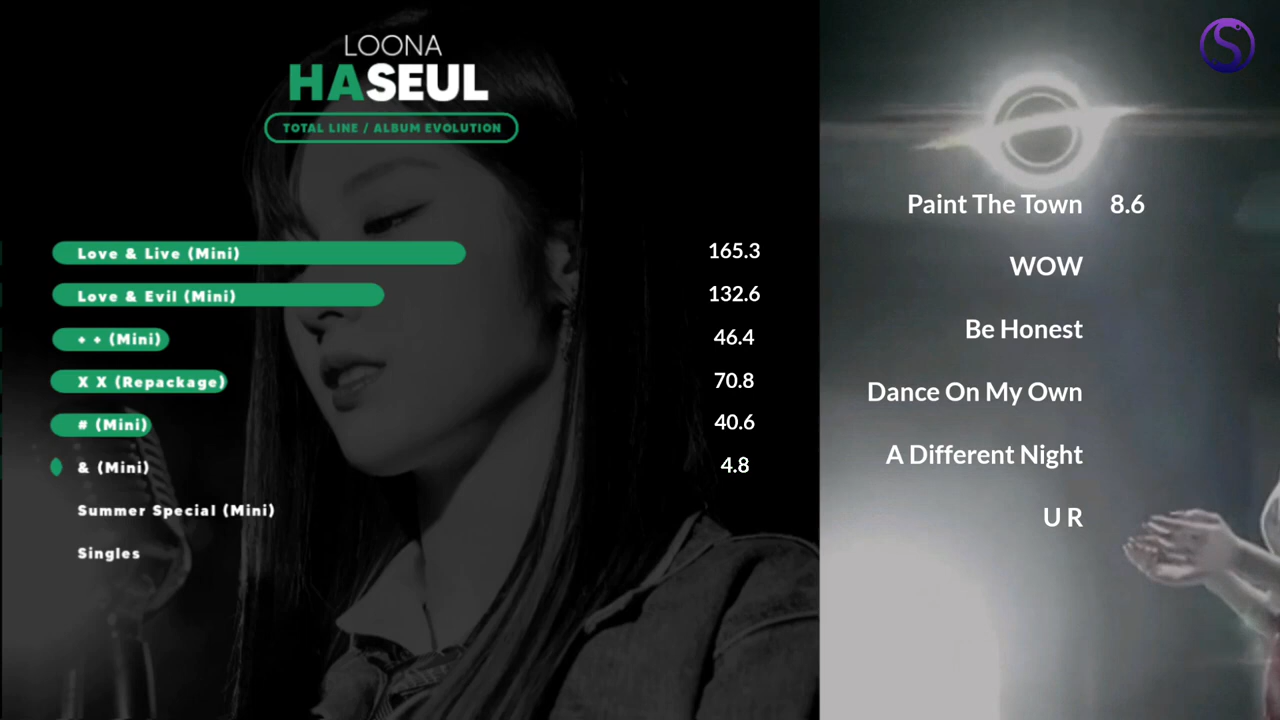 LOONA
HASEUL
TOTAL LINE / ALBUM EVOLUTION
Love & Live (Mini) 165.3
Love & Evil (Mini) 132.6
+ + (Mini) 46.4
X X (Repackage) 70.8
# (Mini) 40.6
& (Mini) 4.8
Summer Special (Mini)
Singles
S
Paint The Town 8.6
WOW
Be Honest
Dance On My Own
A Different Night
U R